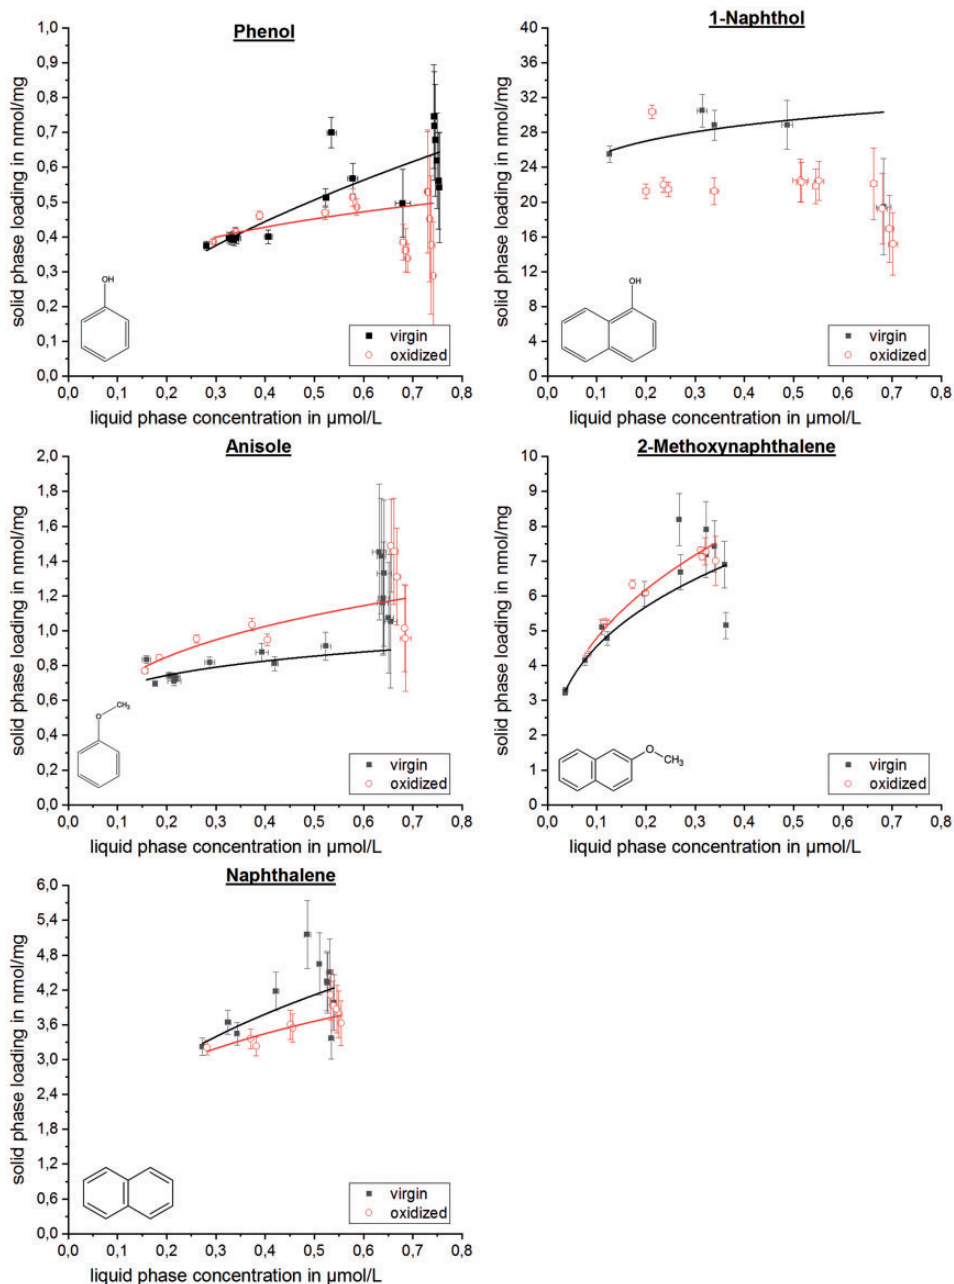 Phenol
solid phase loading in nmol/mg
1,0
0,9
0,8
0,7
0,6
0,5
0,4
0,3
0,2
0,1
0,0
OH
virgin
oxidized
0,0 0,1 0,2 0,3 0,4 0,5 0,6 0,7 0,8
liquid phase concentration in µmol/L
1-Naphthol
solid phase loading in nmol/mg
40
36
32
28
24
20
16
12
8
4
0
OH
virgin
oxidized
0,0 0,1 0,2 0,3 0,4 0,5 0,6 0,7 0,8
liquid phase concentration in µmol/L
Anisole
solid phase loading in nmol/mg
2,0
1,8
1,6
1,4
1,2
1,0
0,8
0,6
0,4
0,2
0,0
O CH3
virgin
oxidized
0,0 0,1 0,2 0,3 0,4 0,5 0,6 0,7 0,8
liquid phase concentration in µmol/L
2-Methoxynaphthalene
solid phase loading in nmol/mg
10
9
8
7
6
5
4
3
2
1
0
O CH3
virgin
oxidized
0,0 0,1 0,2 0,3 0,4 0,5 0,6 0,7 0,8
liquid phase concentration in µmol/L
Naphthalene
solid phase loading in nmol/mg
6,0
5,4
4,8
4,2
3,6
3,0
2,4
1,8
1,2
0,6
0,0
virgin
oxidized
0,0 0,1 0,2 0,3 0,4 0,5 0,6 0,7 0,8
liquid phase concentration in µmol/L